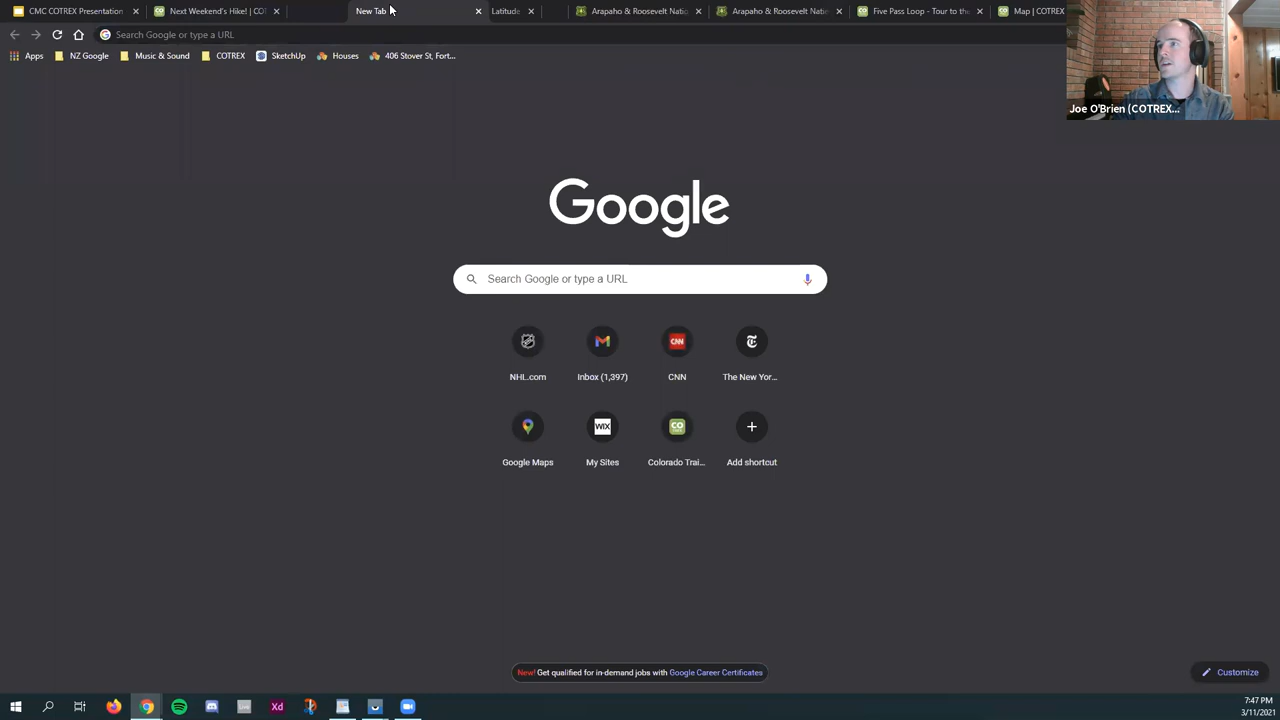 CMC COTREX Presentation
Next Weekend's Hike! | COT
New Tab
Latitude
Arapaho & Roosevelt Natio
Arapaho & Roosevelt Natio
Five Pass Loop - Tour to the
Map | COTREX
Search Google or type a URL
Apps
NZ Google
Music & Sound
COTREX
SketchUp
Houses
Joe O'Brien (COTREX...
Google
Search Google or type a URL
CNN
NHL.com
Inbox (1,397)
CNN
The New Yor...
WIX
CO
Google Maps
My Sites
Colorado Trai...
Add shortcut
New! Get qualified for in-demand jobs with Google Career Certificates
Customize
Xd
7:47 PM
3/11/2021